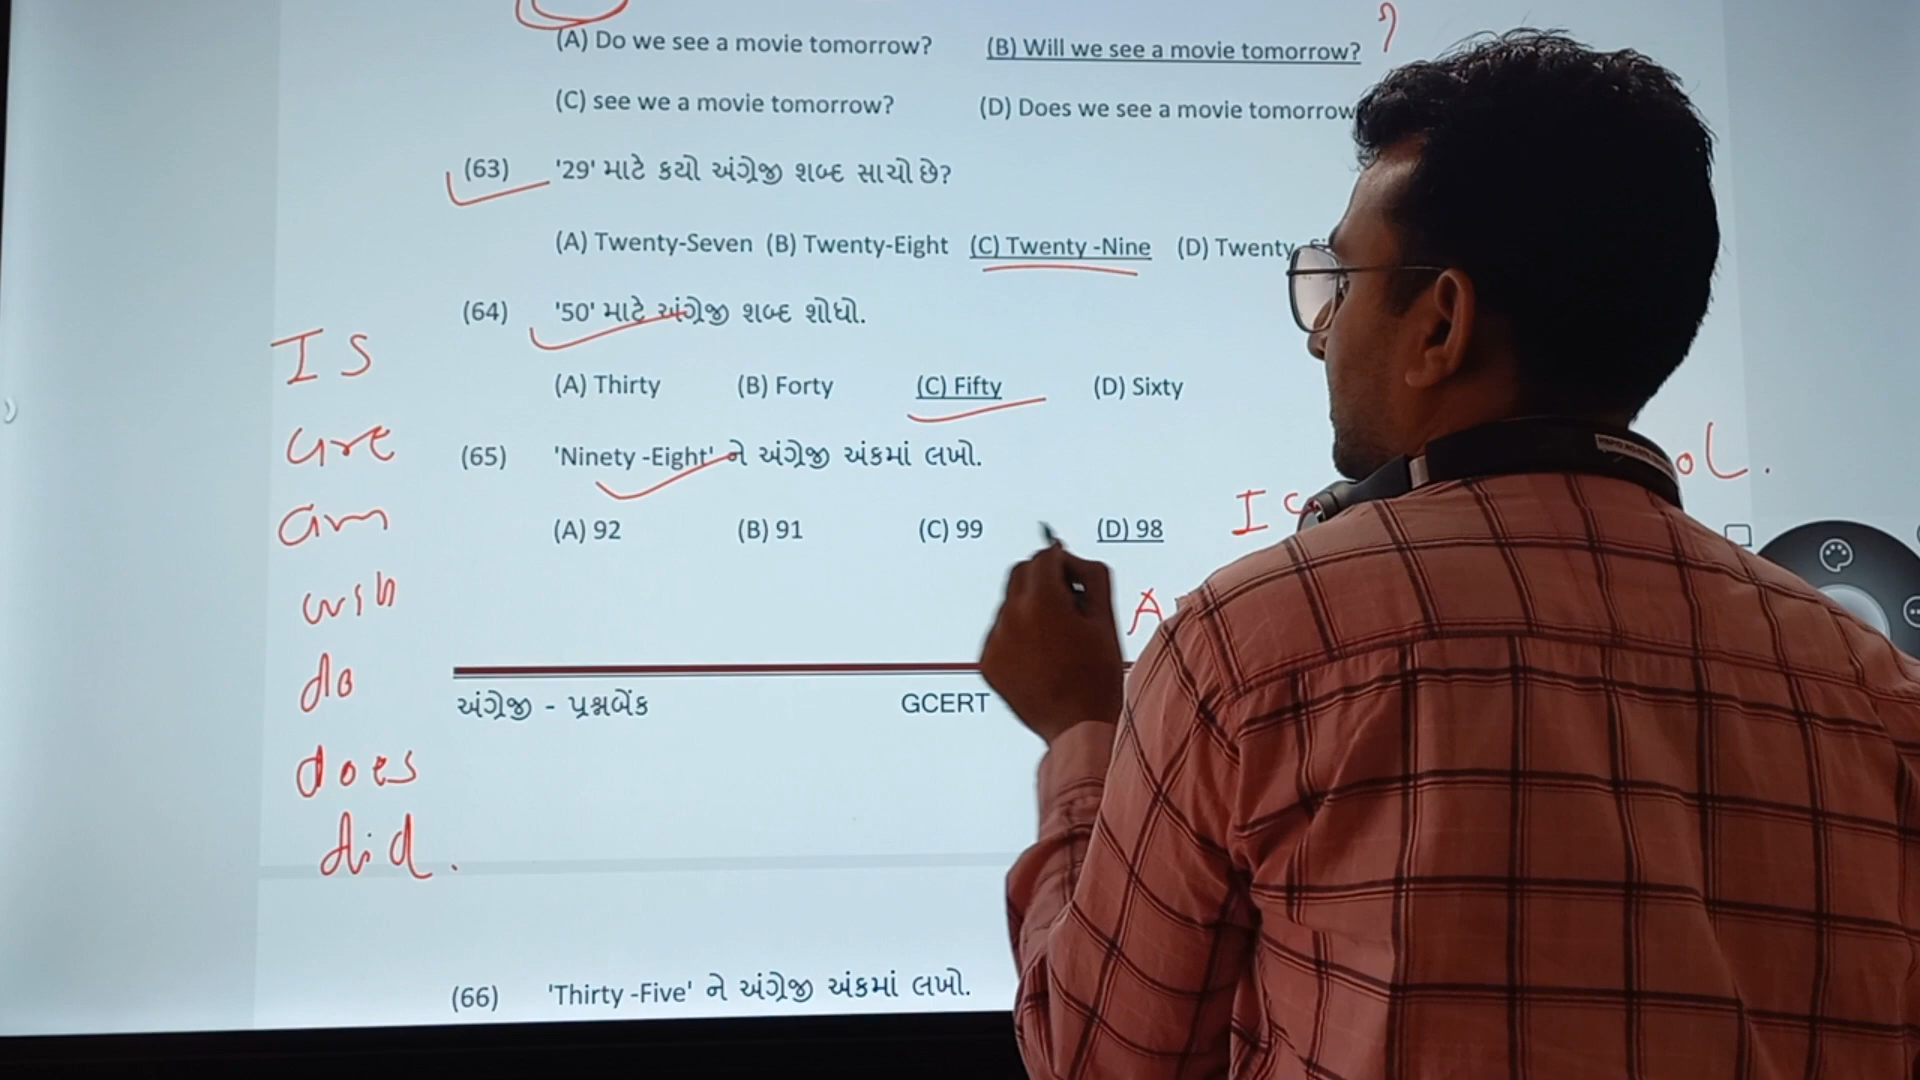 (A) Do we see a movie tomorrow? (B) Will we see a movie tomorrow? ?
(C) see we a movie tomorrow? (D) Does we see a movie tomorrow
(63) '29' માટે કયો અંગ્રેજી શબ્દ સાચો છે?
(A) Twenty-Seven (B) Twenty-Eight (C) Twenty -Nine (D) Twenty
(64) '50' માટે અંગ્રેજી શબ્દ શોધો.
(A) Thirty (B) Forty (C) Fifty (D) Sixty
(65) 'Ninety -Eight' ને અંગ્રેજી અંકમાં લખો.
(A) 92 (B) 91 (C) 99 (D) 98
Is
are
am
do
does
did.
I
A
ol.
અંગ્રેજી - પ્રશ્નબેંક GCERT
(66) 'Thirty -Five' ને અંગ્રેજી અંકમાં લખો.